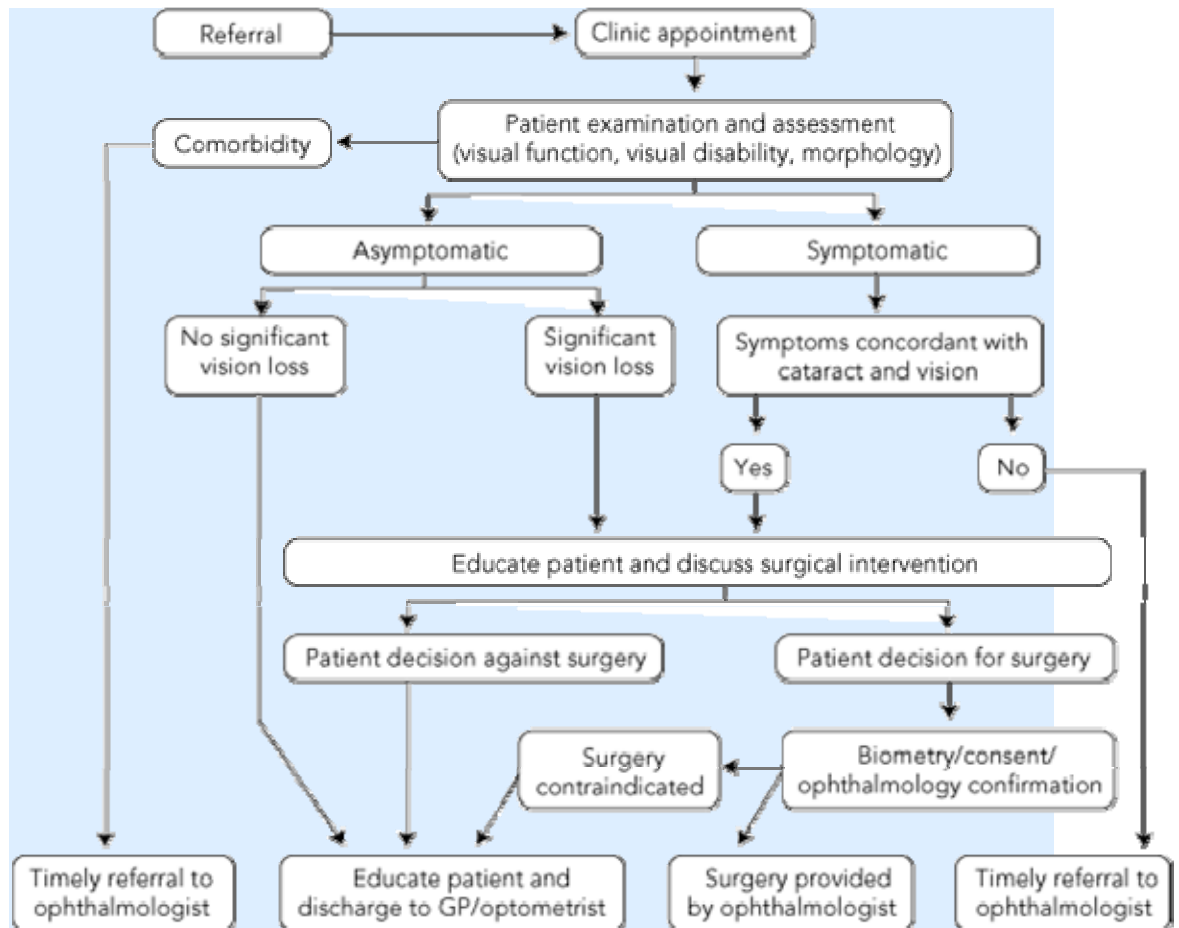 Referral
Clinic appointment
Patient examination and assessment
(visual function, visual disability, morphology)
Comorbidity
Asymptomatic
Symptomatic
No significant
vision loss
Significant
vision loss
Symptoms concordant with
cataract and vision
Yes
No
Educate patient and discuss surgical intervention
Patient decision against surgery
Patient decision for surgery
Surgery
contraindicated
Biometry/consent/
ophthalmology confirmation
Timely referral to
ophthalmologist
Educate patient and
discharge to GP/optometrist
Surgery provided
by ophthalmologist
Timely referral to
ophthalmologist